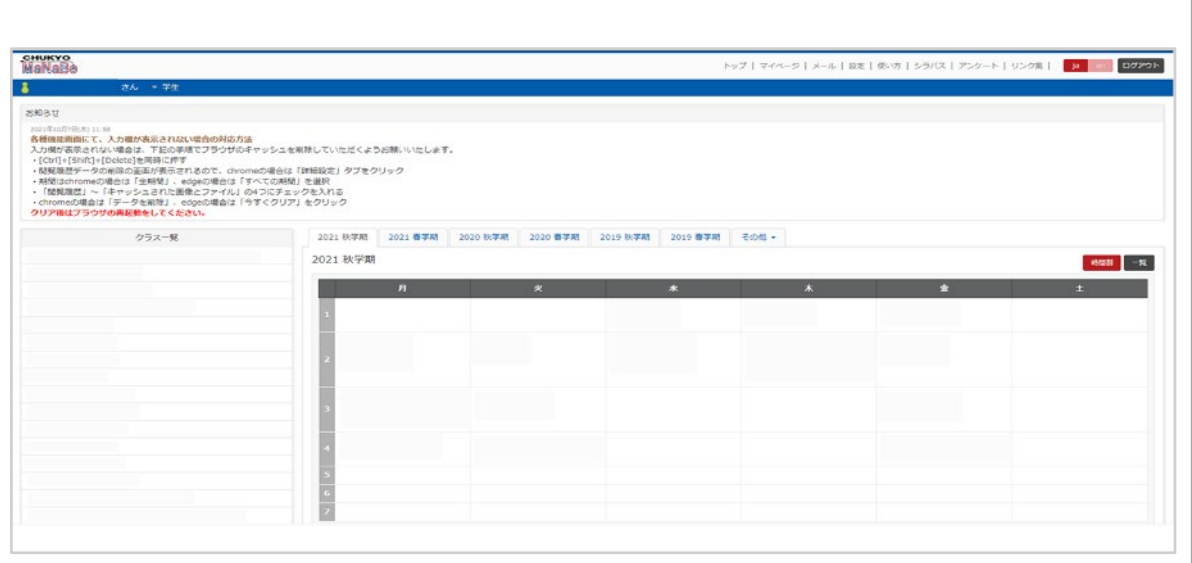 CHUKYO
MaNaBo
トップ | マイページ | メール | 設定 | 使い方 | シラバス | アンケート | リンク集 |
ja
en
ログアウト
さん
学生
お知らせ
2021年10月7日(木) 11:58
各種機能画面にて、入力欄が表示されない場合の対応方法
入力欄が表示されない場合は、下記の手順でブラウザのキャッシュを削除していただくようお願いいたします。
・[Ctrl]+[Shift]+[Delete]を同時に押す
・閲覧履歴データの削除の画面が表示されるので、chromeの場合は「詳細設定」タブをクリック
・期間はchromeの場合は「全期間」、edgeの場合は「すべての期間」を選択
・「閲覧履歴」～「キャッシュされた画像とファイル」の4つにチェックを入れる
・chromeの場合は「データを削除」、edgeの場合は「今すぐクリア」をクリック
クリア後はブラウザの再起動をしてください。
クラス一覧
2021 秋学期
2021 春学期
2020 秋学期
2020 春学期
2019 秋学期
2019 春学期
その他
2021 秋学期
時間割
一覧
月 火 水 木 金 土
1
2
3
4
5
6
7